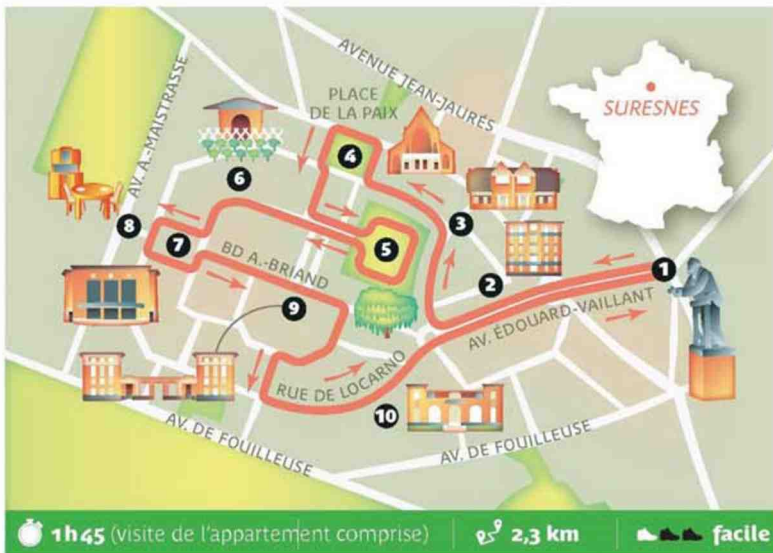 AVENUE JEAN-JAURÈS
PLACE
DE LA PAIX
SURESNES
AV. A.-MAISTRASSE
4
6
3
8
7
5
2
1
BD A.-BRIAND
9
AV. ÉDOUARD-VAILLANT
RUE DE LOCARNO
10
AV. DE FOUILLEUSE
AV. DE FOUILLEUSE
1h45 (visite de l'appartement comprise)
2,3 km
facile